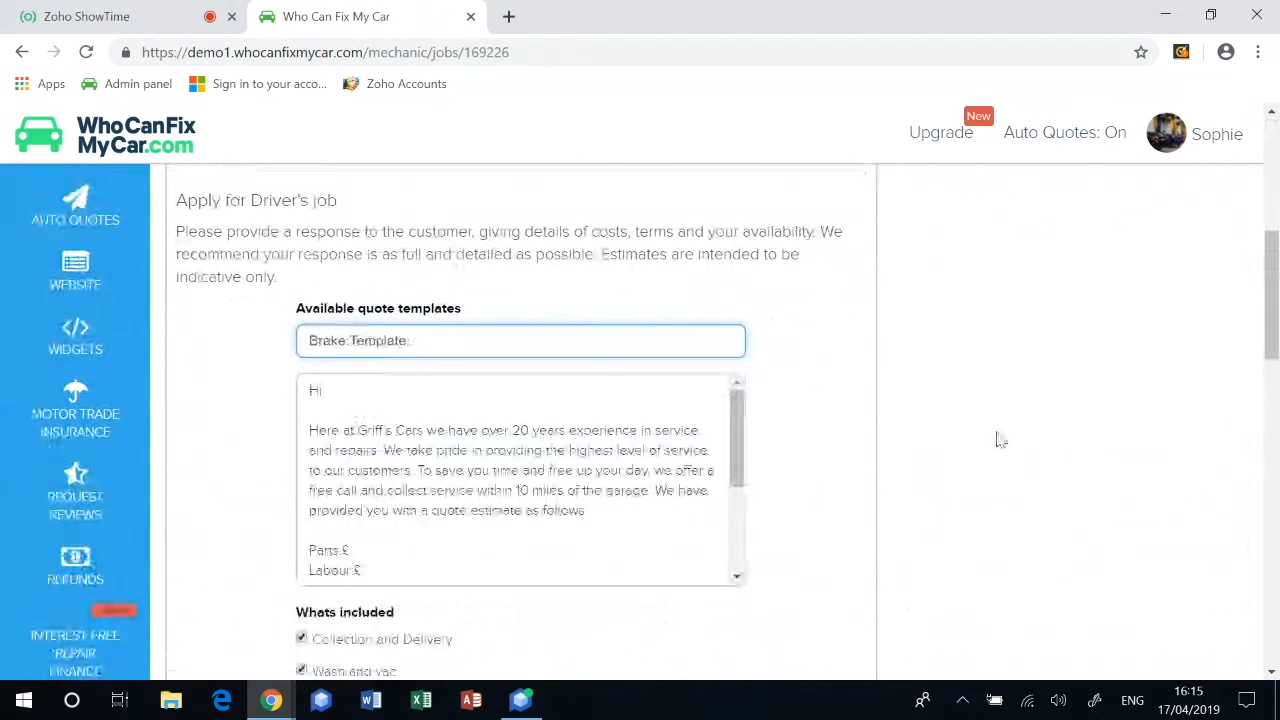 Zoho ShowTime
Who Can Fix My Car
https://demo1.whocanfixmycar.com/mechanic/jobs/169226
Apps
Admin panel
Sign in to your acco...
Zoho Accounts
WhoCanFix
MyCar.com
New
Upgrade
Auto Quotes: On
Sophie
AUTO QUOTES
WEBSITE
WIDGETS
MOTOR TRADE
INSURANCE
REQUEST
REVIEWS
REFUNDS
INTEREST FREE
REPAIR
FINANCE
Apply for Driver's job
Please provide a response to the customer, giving details of costs, terms and your availability. We
recommend your response is as full and detailed as possible. Estimates are intended to be
indicative only.
Available quote templates
Brake Template
Hi
Here at Griff's Cars we have over 20 years experience in service
and repairs. We take pride in providing the highest level of service
to our customers. To save you time and free up your day, we offer a
free call and collect service within 10 miles of the garage. We have
provided you with a quote estimate as follows
Parts:£
Labour:£
Whats included
Collection and Delivery
Wash and vac
ENG
16:15
17/04/2019